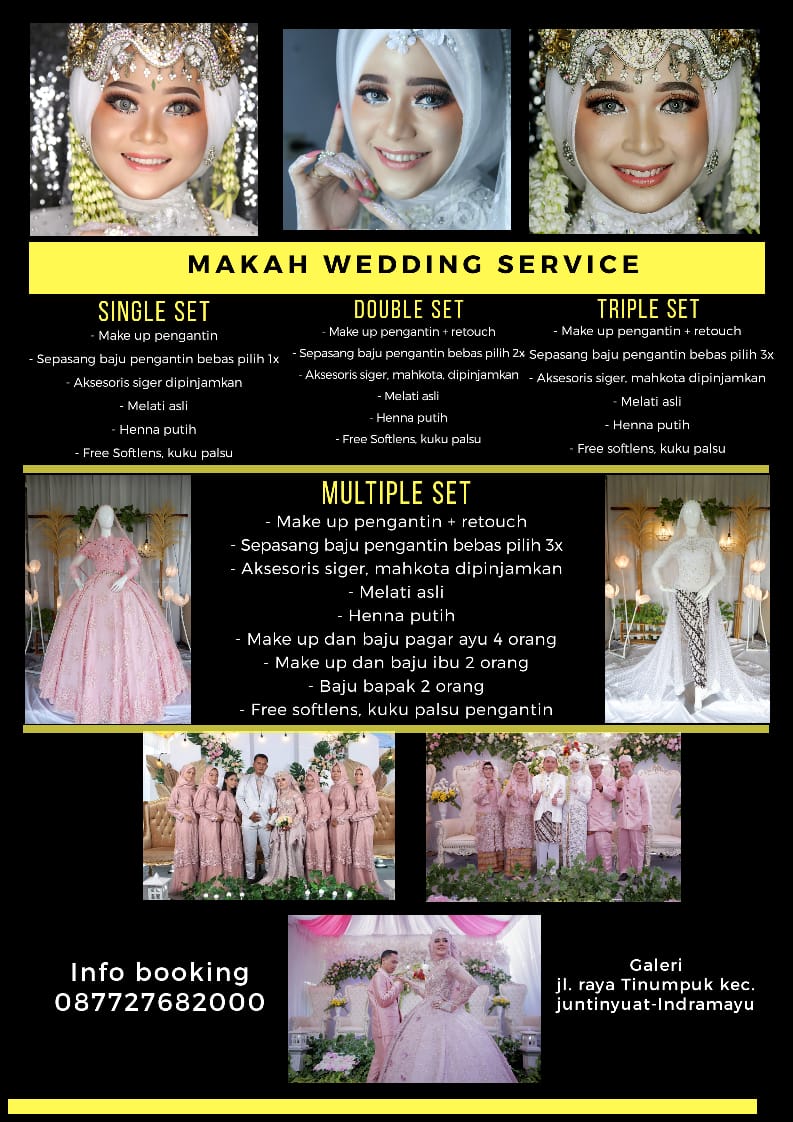 MAKAH WEDDING SERVICE
SINGLE SET
- Make up pengantin
- Sepasang baju pengantin bebas pilih 1x
- Aksesoris siger dipinjamkan
- Melati asli
- Henna putih
- Free Softlens, kuku palsu
DOUBLE SET
- Make up pengantin + retouch
- Sepasang baju pengantin bebas pilih 2x
- Aksesoris siger, mahkota, dipinjamkan
- Melati asli
- Henna putih
- Free Softlens, kuku palsu
TRIPLE SET
- Make up pengantin + retouch
Sepasang baju pengantin bebas pilih 3x
- Aksesoris siger, mahkota dipinjamkan
- Melati asli
- Henna putih
- Free softlens, kuku palsu
MULTIPLE SET
- Make up pengantin + retouch
- Sepasang baju pengantin bebas pilih 3x
- Aksesoris siger, mahkota dipinjamkan
- Melati asli
- Henna putih
- Make up dan baju pagar ayu 4 orang
- Make up dan baju ibu 2 orang
- Baju bapak 2 orang
- Free softlens, kuku palsu pengantin
Info booking
087727682000
Galeri
jl. raya Tinumpuk kec.
juntinyuat-Indramayu